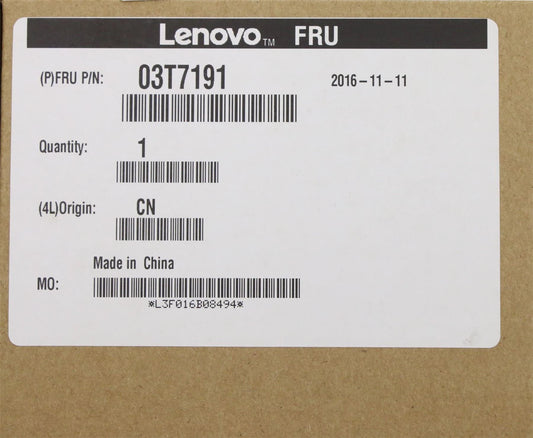 Lenovo™ FRU
(P)FRU P/N: 03T7191 2016-11-11
Quantity: 1
(4L)Origin: CN
Made in China
MO:
*L3F016B08494*